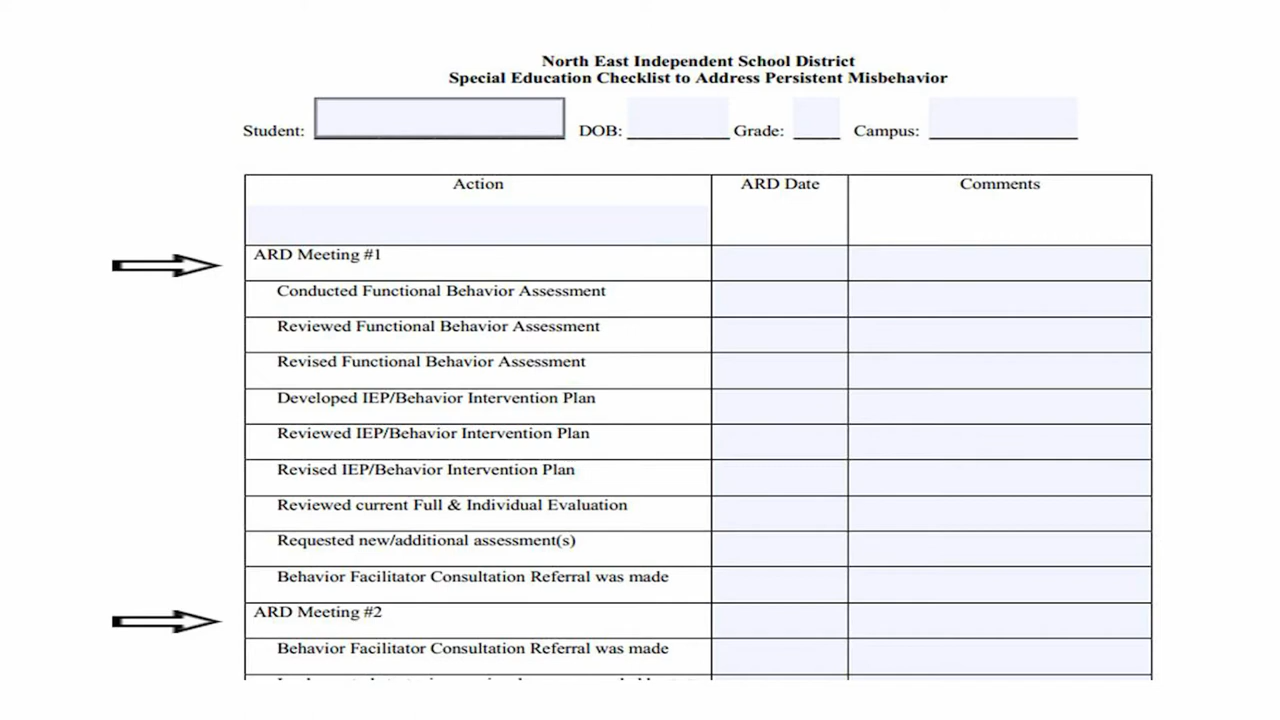 North East Independent School District
Special Education Checklist to Address Persistent Misbehavior
Student: DOB: Grade: Campus:
Action ARD Date Comments
ARD Meeting #1
Conducted Functional Behavior Assessment
Reviewed Functional Behavior Assessment
Revised Functional Behavior Assessment
Developed IEP/Behavior Intervention Plan
Reviewed IEP/Behavior Intervention Plan
Revised IEP/Behavior Intervention Plan
Reviewed current Full & Individual Evaluation
Requested new/additional assessment(s)
Behavior Facilitator Consultation Referral was made
ARD Meeting #2
Behavior Facilitator Consultation Referral was made